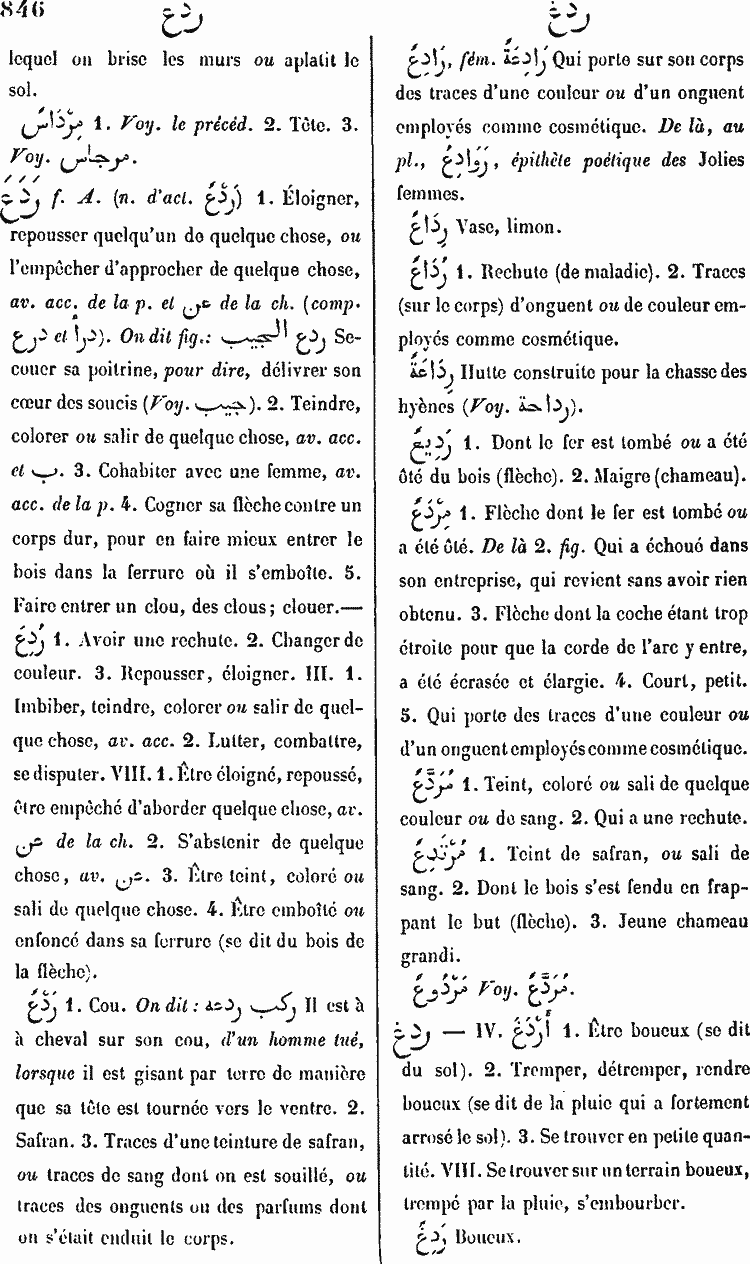 846
ردع
ردغ
lequel on brise les murs ou aplatit le
sol.
مِرْدَاسٌ 1. Voy. le précéd. 2. Tête. 3.
Voy. مرجاس.
رَدَعَ f. A. (n. d'act. رَدْعٌ) 1. Éloigner,
repousser quelqu'un de quelque chose, ou
l'empêcher d'approcher de quelque chose,
av. acc. de la p. et عن de la ch. (comp.
درع et درأ). On dit fig.: ردع الجيب Se-
couer sa poitrine, pour dire, délivrer son
cœur des soucis (Voy. جيب). 2. Teindre,
colorer ou salir de quelque chose, av. acc.
et ب. 3. Cohabiter avec une femme, av.
acc. de la p. 4. Cogner sa flèche contre un
corps dur, pour en faire mieux entrer le
bois dans la ferrure où il s'emboîte. 5.
Faire entrer un clou, des clous; clouer.—
رُدِعَ 1. Avoir une rechute. 2. Changer de
couleur. 3. Repousser, éloigner. III. 1.
Imbiber, teindre, colorer ou salir de quel-
que chose, av. acc. 2. Lutter, combattre,
se disputer. VIII. 1. Être éloigné, repoussé,
être empêché d'aborder quelque chose, av.
عن de la ch. 2. S'abstenir de quelque
chose, av. عن. 3. Être teint, coloré ou
sali de quelque chose. 4. Être emboîté ou
enfoncé dans sa ferrure (se dit du bois de
la flèche).
رَدْعٌ 1. Cou. On dit: ركب ردعه Il est à
à cheval sur son cou, d'un homme tué,
lorsque il est gisant par terre de manière
que sa tête est tournée vers le ventre. 2.
Safran. 3. Traces d'une teinture de safran,
ou traces de sang dont on est souillé, ou
traces des onguents ou des parfums dont
on s'était enduit le corps.
رَادِعٌ, fém. رَادِعَةٌ Qui porte sur son corps
des traces d'une couleur ou d'un onguent
employés comme cosmétique. De là, au
pl., رَوَادِعُ, épithète poétique des Jolies
femmes.
رِدَاعٌ Vase, limon.
رُدَاعٌ 1. Rechute (de maladie). 2. Traces
(sur le corps) d'onguent ou de couleur em-
ployés comme cosmétique.
رِدَاعَةٌ Hutte construite pour la chasse des
hyènes (Voy. رداحة).
رَدِيعٌ 1. Dont le fer est tombé ou a été
ôté du bois (flèche). 2. Maigre (chameau).
مِرْدَعٌ 1. Flèche dont le fer est tombé ou
a été ôté. De là 2. fig. Qui a échoué dans
son entreprise, qui revient sans avoir rien
obtenu. 3. Flèche dont la coche étant trop
étroite pour que la corde de l'arc y entre,
a été écrasée et élargie. 4. Court, petit.
5. Qui porte des traces d'une couleur ou
d'un onguent employés comme cosmétique.
مُرَدَّعٌ 1. Teint, coloré ou sali de quelque
couleur ou de sang. 2. Qui a une rechute.
مُرْتَدِعٌ 1. Teint de safran, ou sali de
sang. 2. Dont le bois s'est fendu en frap-
pant le but (flèche). 3. Jeune chameau
grandi.
مَرْدُوعٌ Voy. مُرَدَّعٌ.
ردغ — IV. أَرْدَغَ 1. Être boueux (se dit
du sol). 2. Tremper, détremper, rendre
boueux (se dit de la pluie qui a fortement
arrosé le sol). 3. Se trouver en petite quan-
tité. VIII. Se trouver sur un terrain boueux,
trempé par la pluie, s'embourber.
رَدِغٌ Boueux.